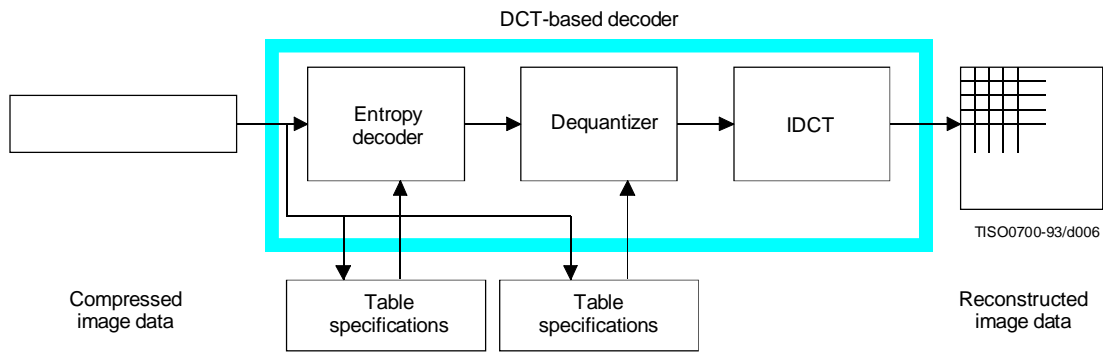 DCT-based decoder
Entropy
decoder
Dequantizer
IDCT
TISO0700-93/d006
Compressed
image data
Table
specifications
Table
specifications
Reconstructed
image data